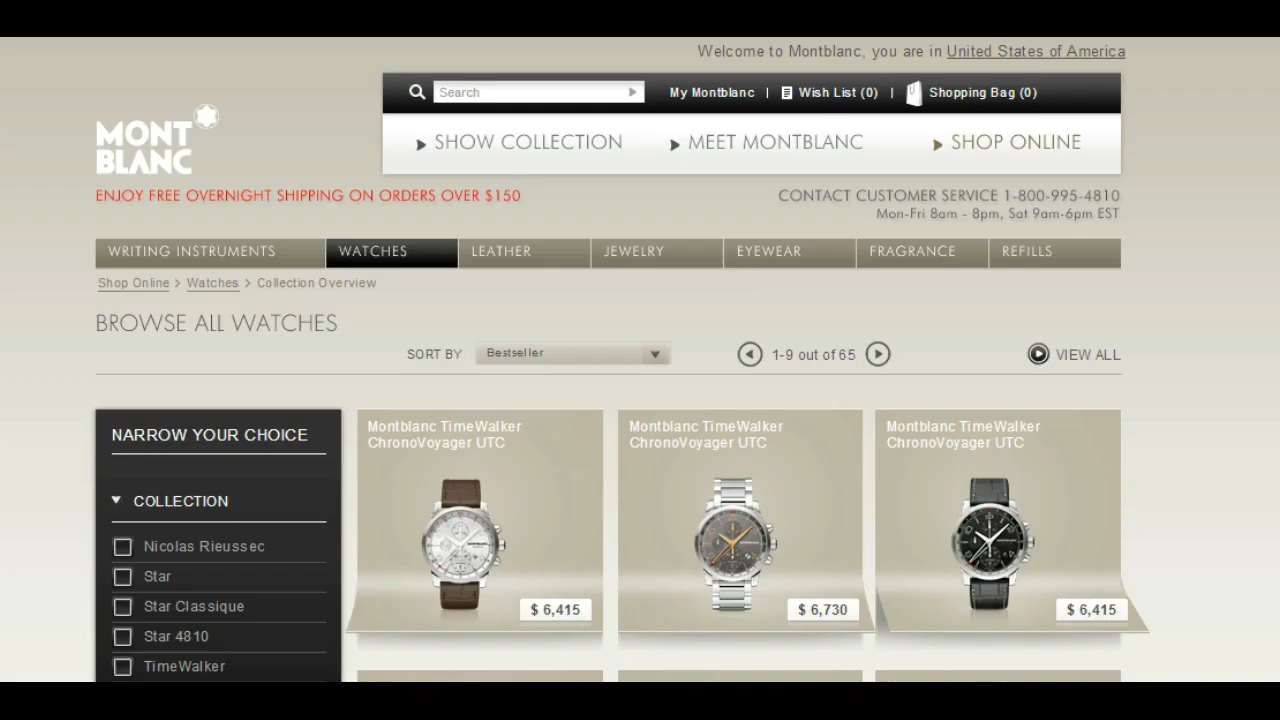 Welcome to Montblanc, you are in United States of America
Search
My Montblanc | Wish List (0) | Shopping Bag (0)
MONT
BLANC
SHOW COLLECTION
MEET MONTBLANC
SHOP ONLINE
ENJOY FREE OVERNIGHT SHIPPING ON ORDERS OVER $150
CONTACT CUSTOMER SERVICE 1-800-995-4810
Mon-Fri 8am - 8pm, Sat 9am-6pm EST
WRITING INSTRUMENTS
WATCHES
LEATHER
JEWELRY
EYEWEAR
FRAGRANCE
REFILLS
Shop Online > Watches > Collection Overview
BROWSE ALL WATCHES
SORT BY
Bestseller
1-9 out of 65
VIEW ALL
NARROW YOUR CHOICE
COLLECTION
Nicolas Rieussec
Star
Star Classique
Star 4810
TimeWalker
Montblanc TimeWalker
ChronoVoyager UTC
$ 6,415
Montblanc TimeWalker
ChronoVoyager UTC
$ 6,730
Montblanc TimeWalker
ChronoVoyager UTC
$ 6,415